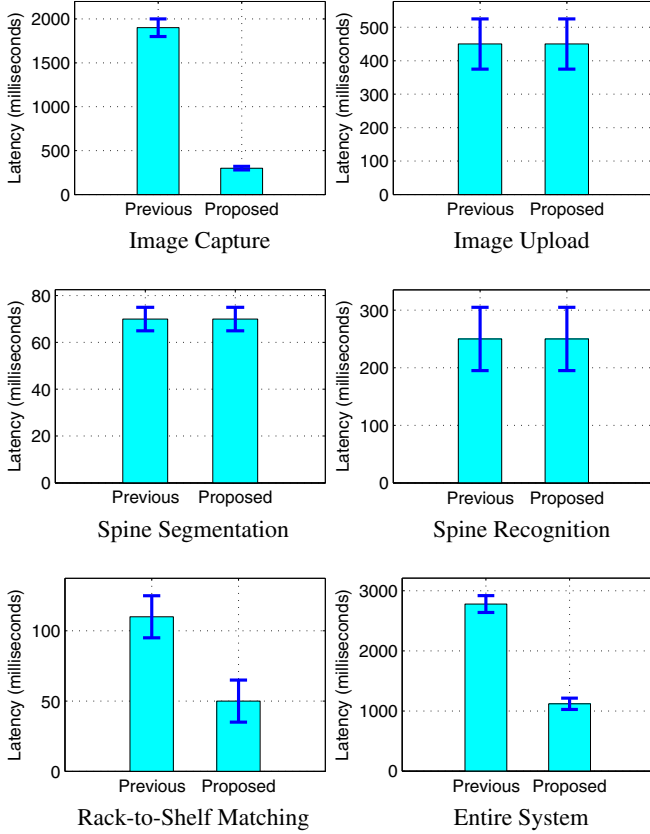 Latency (milliseconds)
2000
1500
1000
500
0
Previous Proposed
Image Capture
Latency (milliseconds)
500
400
300
200
100
0
Previous Proposed
Image Upload
Latency (milliseconds)
80
60
40
20
0
Previous Proposed
Spine Segmentation
Latency (milliseconds)
300
200
100
0
Previous Proposed
Spine Recognition
Latency (milliseconds)
100
50
0
Previous Proposed
Rack-to-Shelf Matching
Latency (milliseconds)
3000
2000
1000
0
Previous Proposed
Entire System